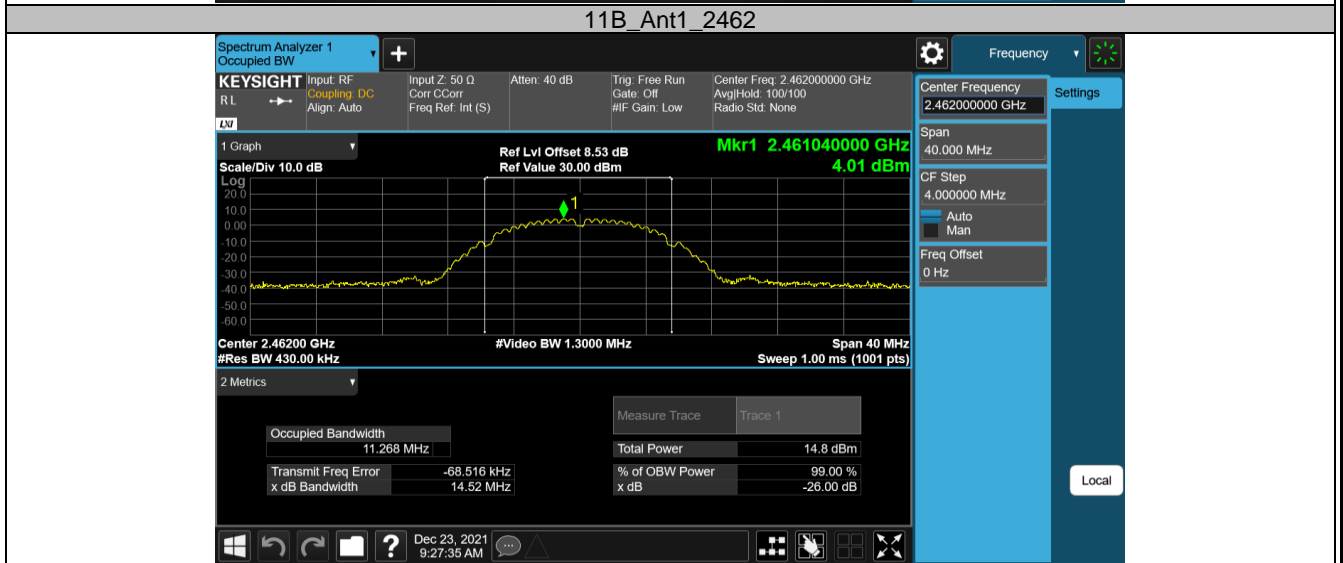 11B_Ant1_2462
Spectrum Analyzer 1
Occupied BW
+
Frequency
KEYSIGHT
R L
LXI
Input: RF
Coupling: DC
Align: Auto
Input Z: 50 Ω
Corr CCorr
Freq Ref: Int (S)
Atten: 40 dB
Trig: Free Run
Gate: Off
#IF Gain: Low
Center Freq: 2.462000000 GHz
Avg|Hold: 100/100
Radio Std: None
Center Frequency
2.462000000 GHz
Settings
Span
40.000 MHz
CF Step
4.000000 MHz
Auto
Man
Freq Offset
0 Hz
1 Graph
Scale/Div 10.0 dB
Ref Lvl Offset 8.53 dB
Ref Value 30.00 dBm
Mkr1 2.461040000 GHz
4.01 dBm
Log
20.0
10.0
0.00
-10.0
-20.0
-30.0
-40.0
-50.0
-60.0
1
Center 2.46200 GHz
#Res BW 430.00 kHz
#Video BW 1.3000 MHz
Span 40 MHz
Sweep 1.00 ms (1001 pts)
2 Metrics
Measure Trace Trace 1
Occupied Bandwidth
11.268 MHz
Total Power 14.8 dBm
Transmit Freq Error -68.516 kHz
% of OBW Power 99.00 %
x dB Bandwidth 14.52 MHz
x dB -26.00 dB
Local
?
Dec 23, 2021
9:27:35 AM